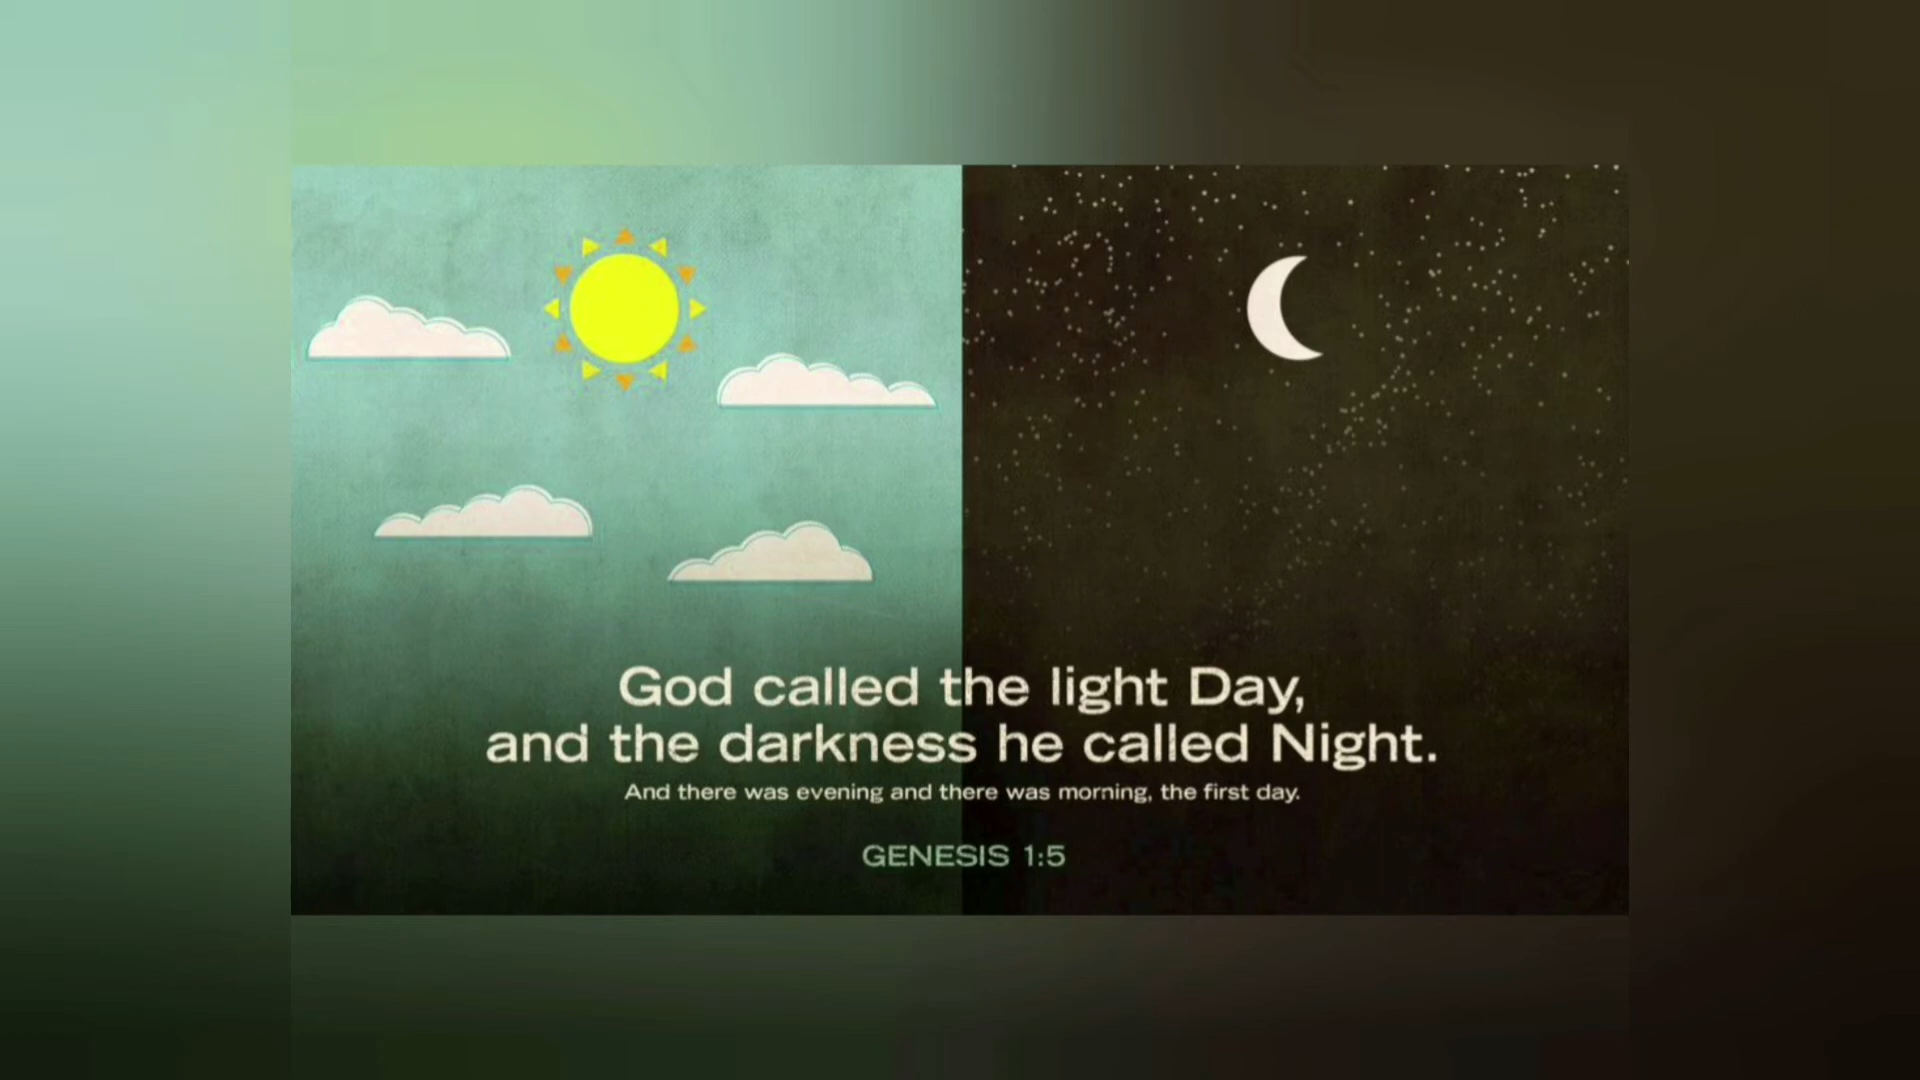 God called the light Day,
and the darkness he called Night.
And there was evening and there was morning, the first day.
GENESIS 1:5